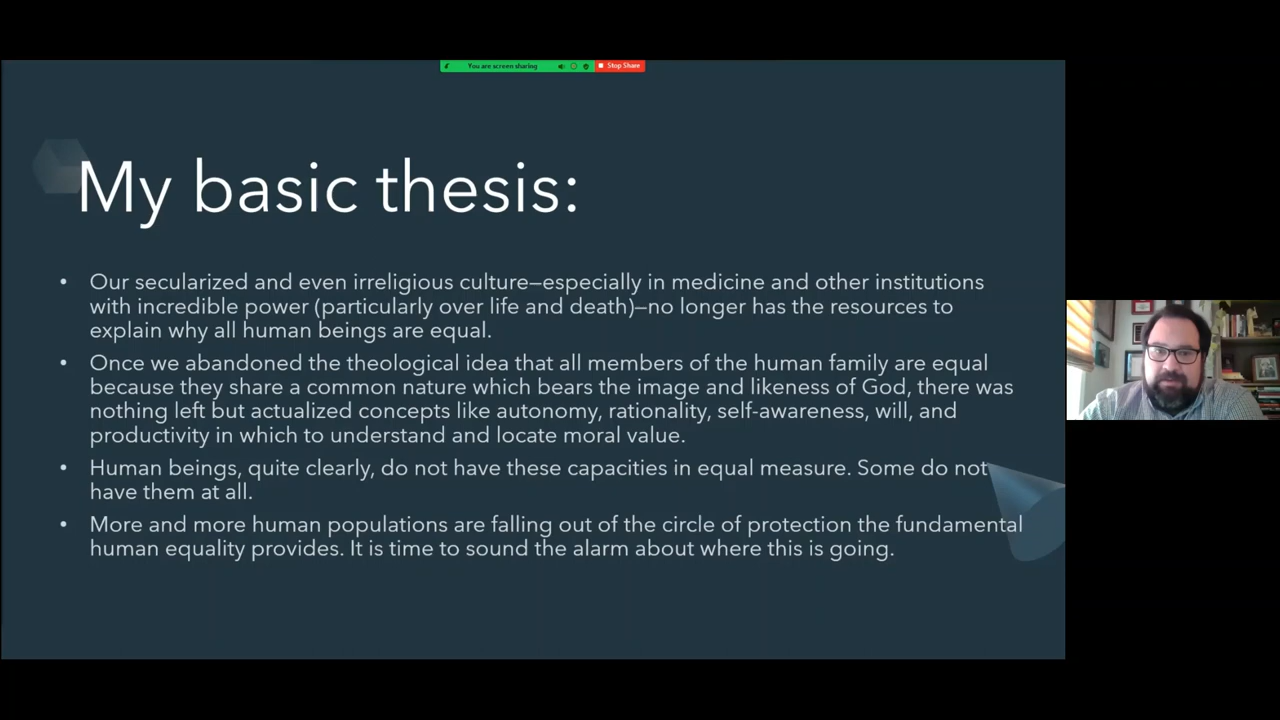 You are screen sharing
Stop Share
My basic thesis:
• Our secularized and even irreligious culture—especially in medicine and other institutions
with incredible power (particularly over life and death)—no longer has the resources to
explain why all human beings are equal.
• Once we abandoned the theological idea that all members of the human family are equal
because they share a common nature which bears the image and likeness of God, there was
nothing left but actualized concepts like autonomy, rationality, self-awareness, will, and
productivity in which to understand and locate moral value.
• Human beings, quite clearly, do not have these capacities in equal measure. Some do not
have them at all.
• More and more human populations are falling out of the circle of protection the fundamental
human equality provides. It is time to sound the alarm about where this is going.